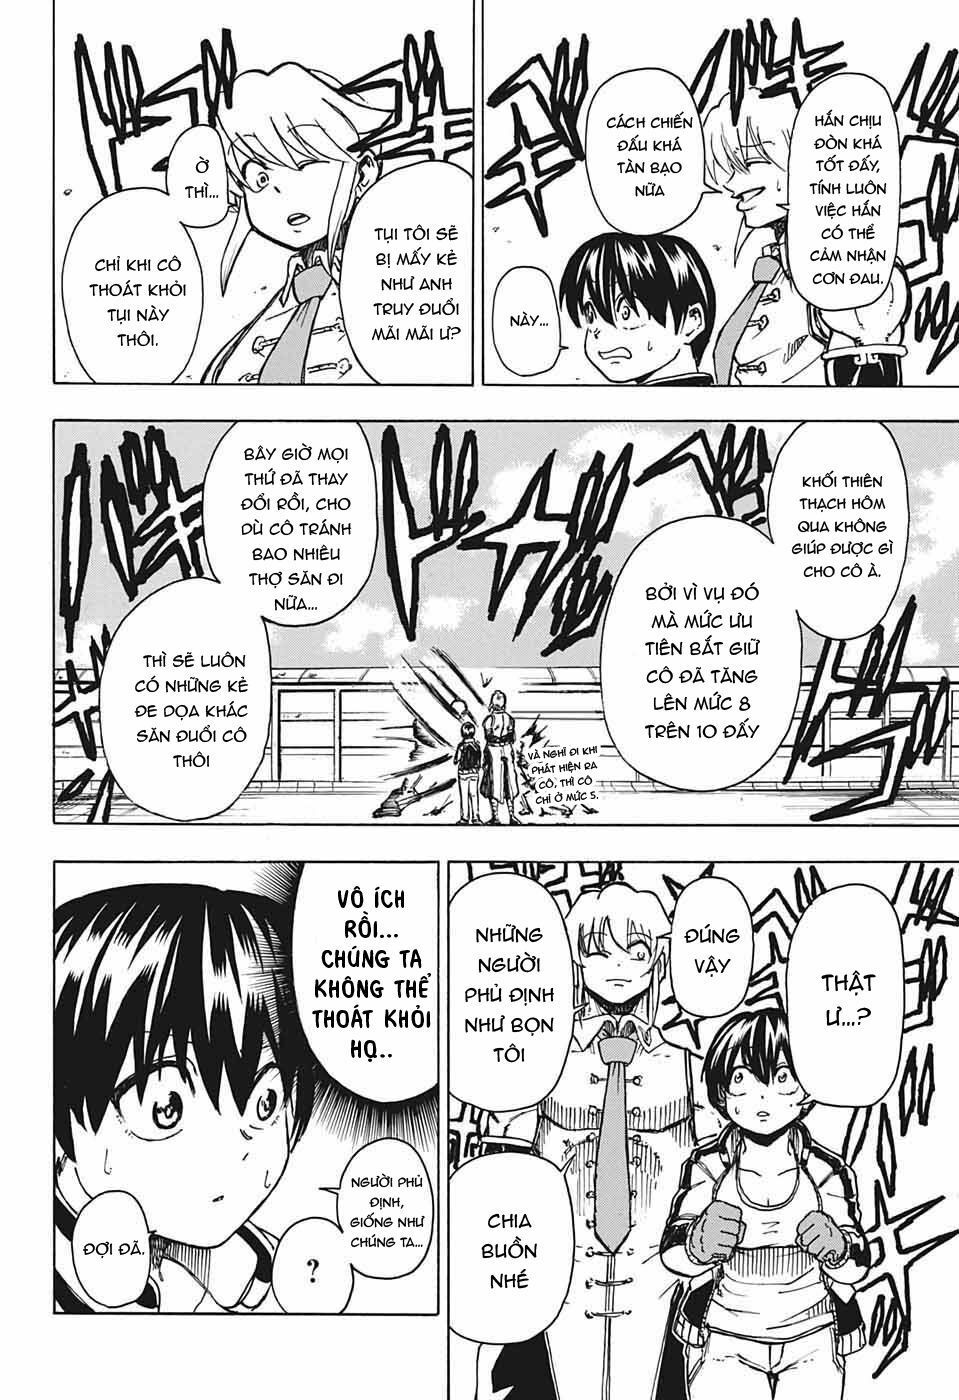 HẮN CHỊU
ĐÒN KHÁ
TỐT ĐẤY,
TÍNH LUÔN
VIỆC HẮN
CÓ THỂ
CẢM NHẬN
CƠN ĐAU.
CÁCH CHIẾN
ĐẤU KHÁ
TÀN BẠO
NỮA
NÀY...
TỤI TÔI SẼ
BỊ MẤY KẺ
NHƯ ANH
TRUY ĐUỔI
MÃI MÃI Ư?
Ờ
THÌ...
CHỈ KHI CÔ
THOÁT KHỎI
TỤI NÀY
THÔI.
KHỐI THIÊN
THẠCH HÔM
QUA KHÔNG
GIÚP ĐƯỢC GÌ
CHO CÔ À.
BỞI VÌ VỤ ĐÓ
MÀ MỨC ƯU
TIÊN BẮT GIỮ
CÔ ĐÃ TĂNG
LÊN MỨC 8
TRÊN 10 ĐẤY
VÀ NGHĨ ĐI KHI
PHÁT HIỆN RA
CÔ, THÌ CÔ
CHỈ Ở MỨC 5.
BÂY GIỜ MỌI
THỨ ĐÃ THAY
ĐỔI RỒI, CHO
DÙ CÔ TRÁNH
BAO NHIÊU
THỢ SĂN ĐI
NỮA...
THÌ SẼ LUÔN
CÓ NHỮNG KẺ
ĐE DỌA KHÁC
SĂN ĐUỔI CÔ
THÔI
THẬT
Ư...?
ĐÚNG
VẬY
NHỮNG
NGƯỜI
PHỦ ĐỊNH
NHƯ BỌN
TÔI
CHIA
BUỒN
NHÉ
VÔ ÍCH
RỒI...
CHÚNG TA
KHÔNG THỂ
THOÁT KHỎI
HỌ..
NGƯỜI PHỦ
ĐỊNH,
GIỐNG NHƯ
CHÚNG TA...
?
ĐỢI ĐÃ.